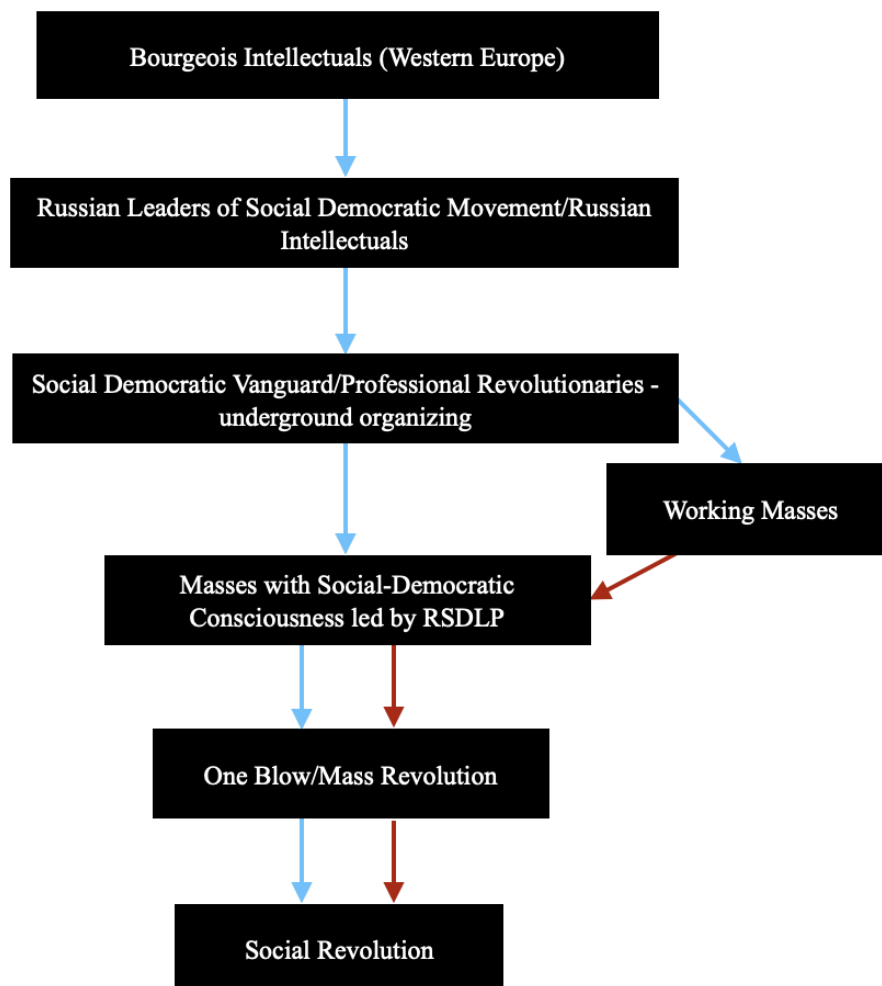 Bourgeois Intellectuals (Western Europe)
Russian Leaders of Social Democratic Movement/Russian
Intellectuals
Social Democratic Vanguard/Professional Revolutionaries -
underground organizing
Working Masses
Masses with Social-Democratic
Consciousness led by RSDLP
One Blow/Mass Revolution
Social Revolution